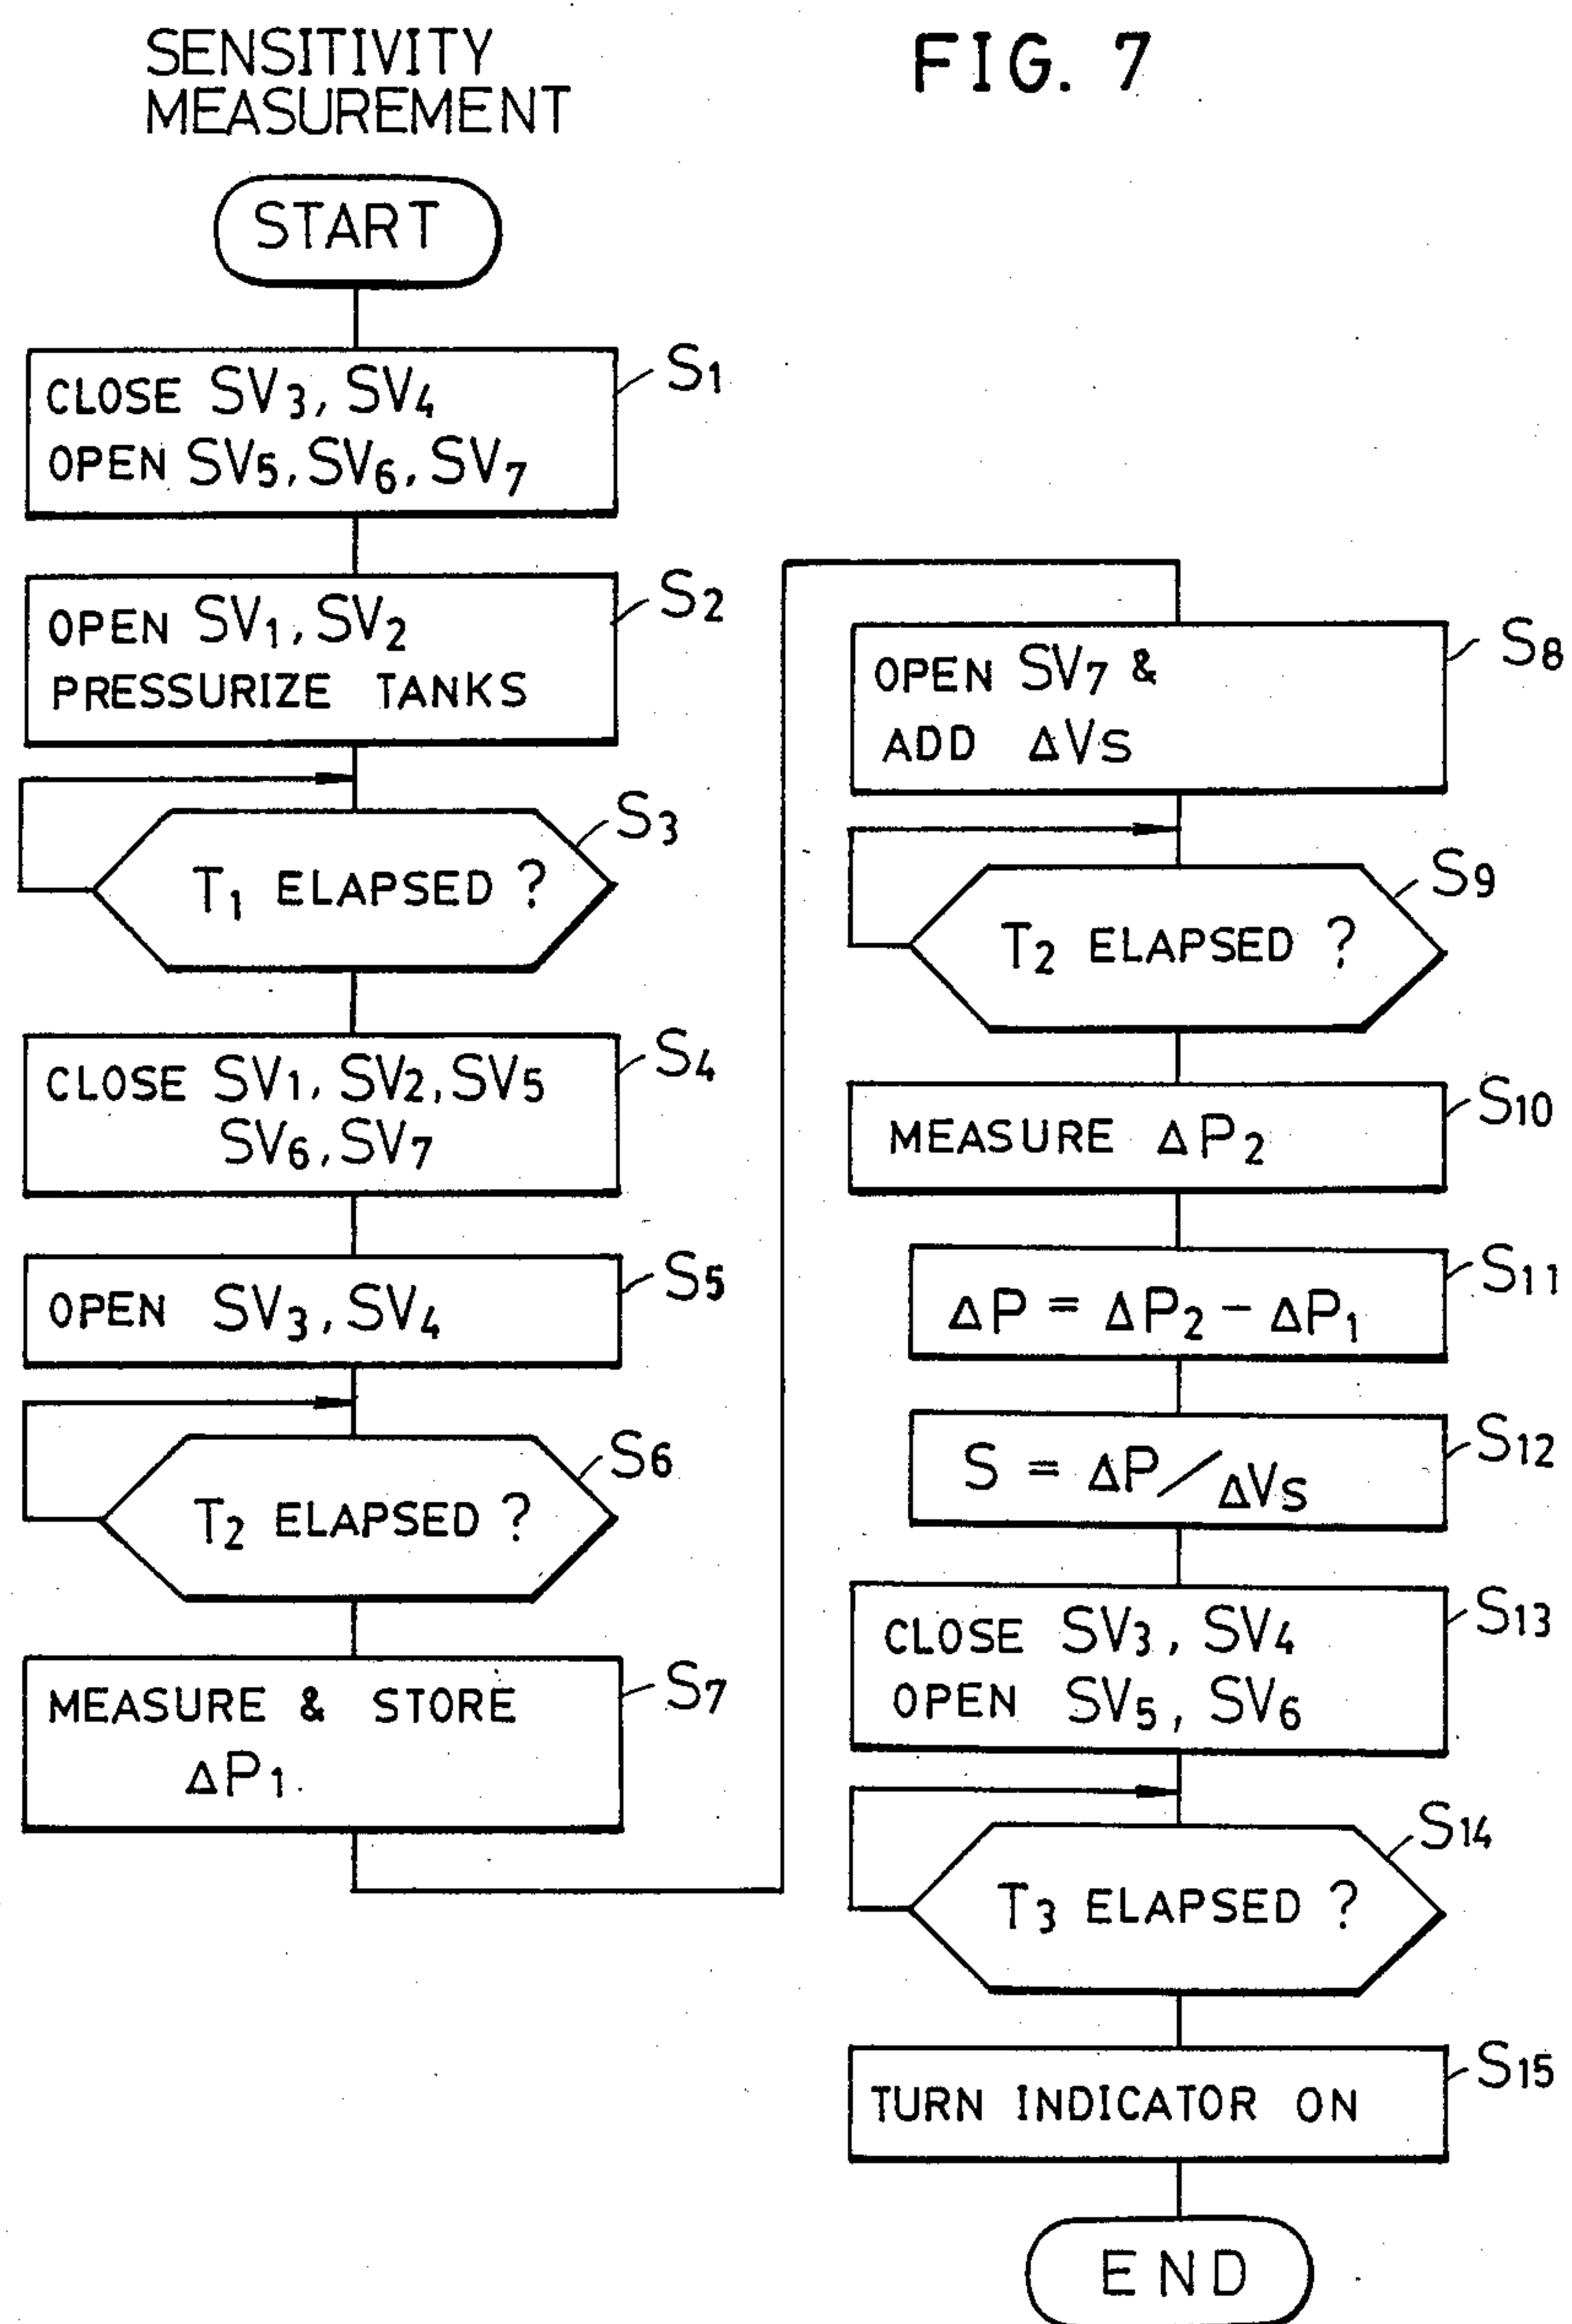 SENSITIVITY
MEASUREMENT
FIG. 7
START
S1
CLOSE SV3, SV4
OPEN SV5, SV6, SV7
S2
OPEN SV1, SV2
PRESSURIZE TANKS
S3
T1 ELAPSED ?
S4
CLOSE SV1, SV2, SV5
SV6, SV7
S5
OPEN SV3, SV4
S6
T2 ELAPSED ?
S7
MEASURE & STORE
ΔP1.
S8
OPEN SV7 &
ADD ΔVS
S9
T2 ELAPSED ?
S10
MEASURE ΔP2
S11
ΔP = ΔP2 - ΔP1
S12
S = ΔP/ΔVS
S13
CLOSE SV3, SV4
OPEN SV5, SV6
S14
T3 ELAPSED ?
S15
TURN INDICATOR ON
END